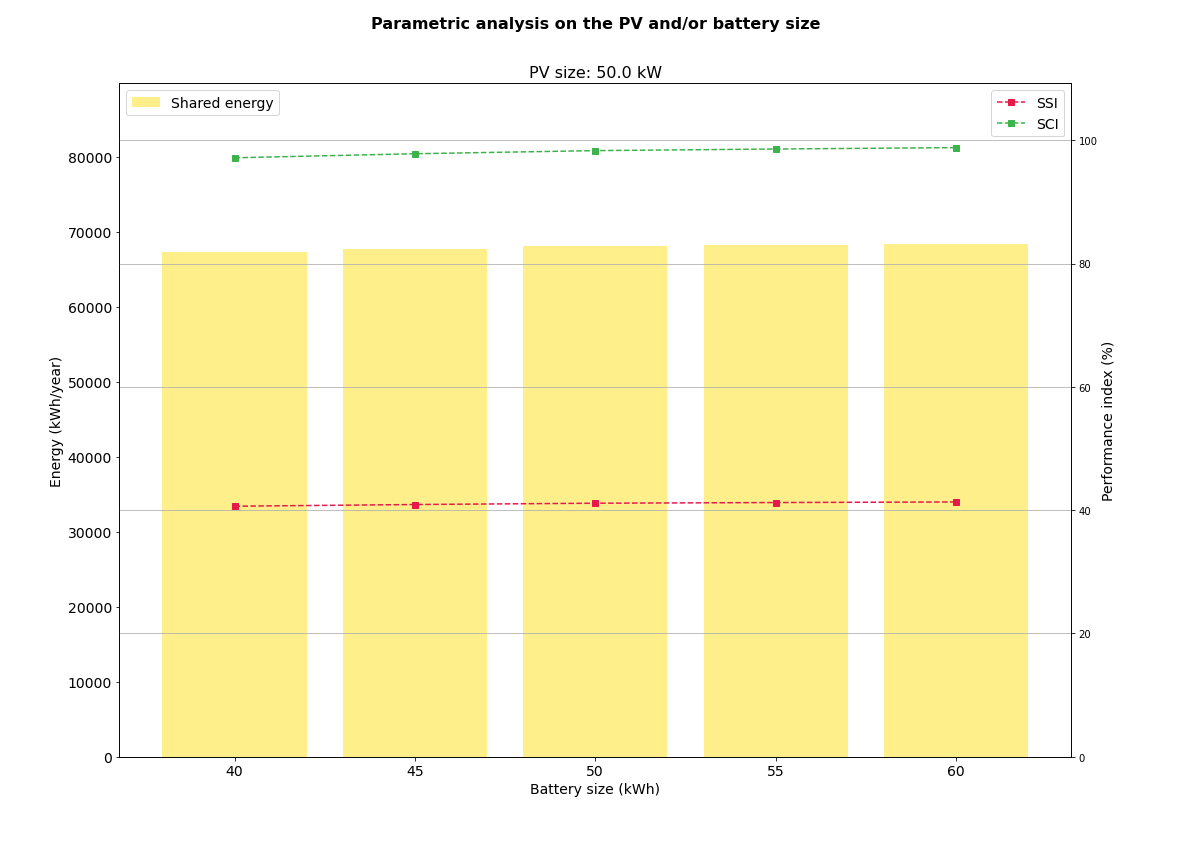 Parametric analysis on the PV and/or battery size
PV size: 50.0 kW
Shared energy
SSI
SCI
80000
70000
60000
50000
40000
30000
20000
10000
0
Energy (kWh/year)
100
80
60
40
20
0
Performance index (%)
40 45 50 55 60
Battery size (kWh)